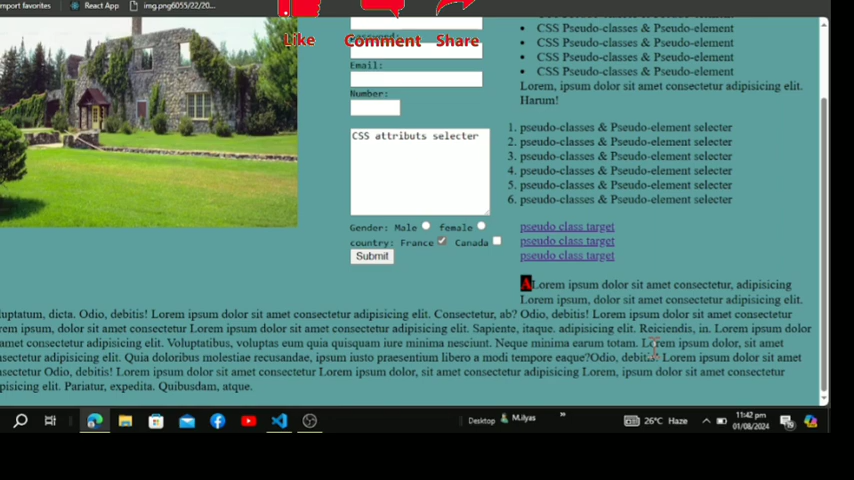 mport favorites
React App
img.png6055/22/20...
Like Comment Share
Password:
Email:
Number:
CSS attributs selecter
Gender: Male female
country: France Canada
Submit
CSS Pseudo-classes & Pseudo-element
CSS Pseudo-classes & Pseudo-element
CSS Pseudo-classes & Pseudo-element
CSS Pseudo-classes & Pseudo-element
Lorem, ipsum dolor sit amet consectetur adipisicing elit.
Harum!
1. pseudo-classes & Pseudo-element selecter
2. pseudo-classes & Pseudo-element selecter
3. pseudo-classes & Pseudo-element selecter
4. pseudo-classes & Pseudo-element selecter
5. pseudo-classes & Pseudo-element selecter
6. pseudo-classes & Pseudo-element selecter
pseudo class target
pseudo class target
pseudo class target
ALorem ipsum dolor sit amet consectetur, adipisicing
Lorem ipsum, dolor sit amet consectetur adipisicing elit.
luptatum, dicta. Odio, debitis! Lorem ipsum dolor sit amet consectetur adipisicing elit. Consectetur, ab? Odio, debitis! Lorem ipsum dolor sit amet consectetur
rem ipsum, dolor sit amet consectetur Lorem ipsum dolor, sit amet consectetur adipisicing elit. Sapiente, itaque. adipisicing elit. Reiciendis, in. Lorem ipsum dolor
amet consectetur adipisicing elit. Voluptatibus, voluptas eum quia quisquam iure minima nesciunt. Neque minima earum totam. Lorem ipsum dolor, sit amet
nsectetur adipisicing elit. Quia doloribus molestiae recusandae, ipsum iusto praesentium libero a modi tempore eaque?Odio, debitis! Lorem ipsum dolor sit amet
nsectetur Odio, debitis! Lorem ipsum dolor sit amet consectetur Lorem ipsum dolor, sit amet consectetur adipisicing Lorem, ipsum dolor sit amet consectetur
ipisicing elit. Pariatur, expedita. Quibusdam, atque.
Desktop M.ilyas
26°C Haze
11:42 pm
01/08/2024